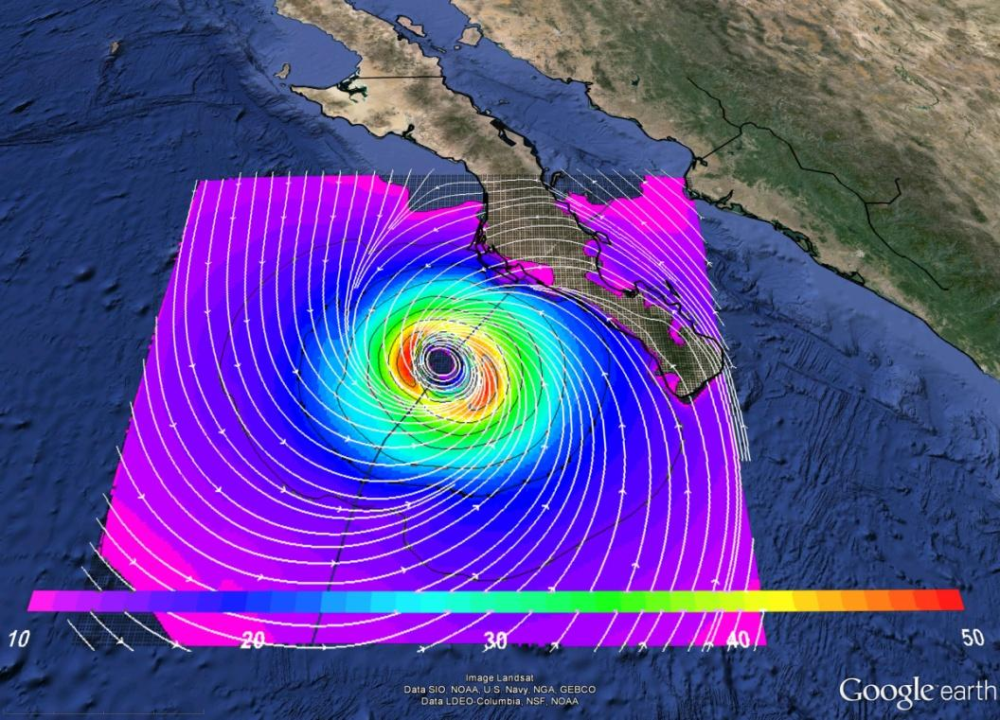 10 20 30 40 50
Image Landsat
Data SIO, NOAA, U.S. Navy, NGA, GEBCO
Data LDEO-Columbia, NSF, NOAA
Google earth